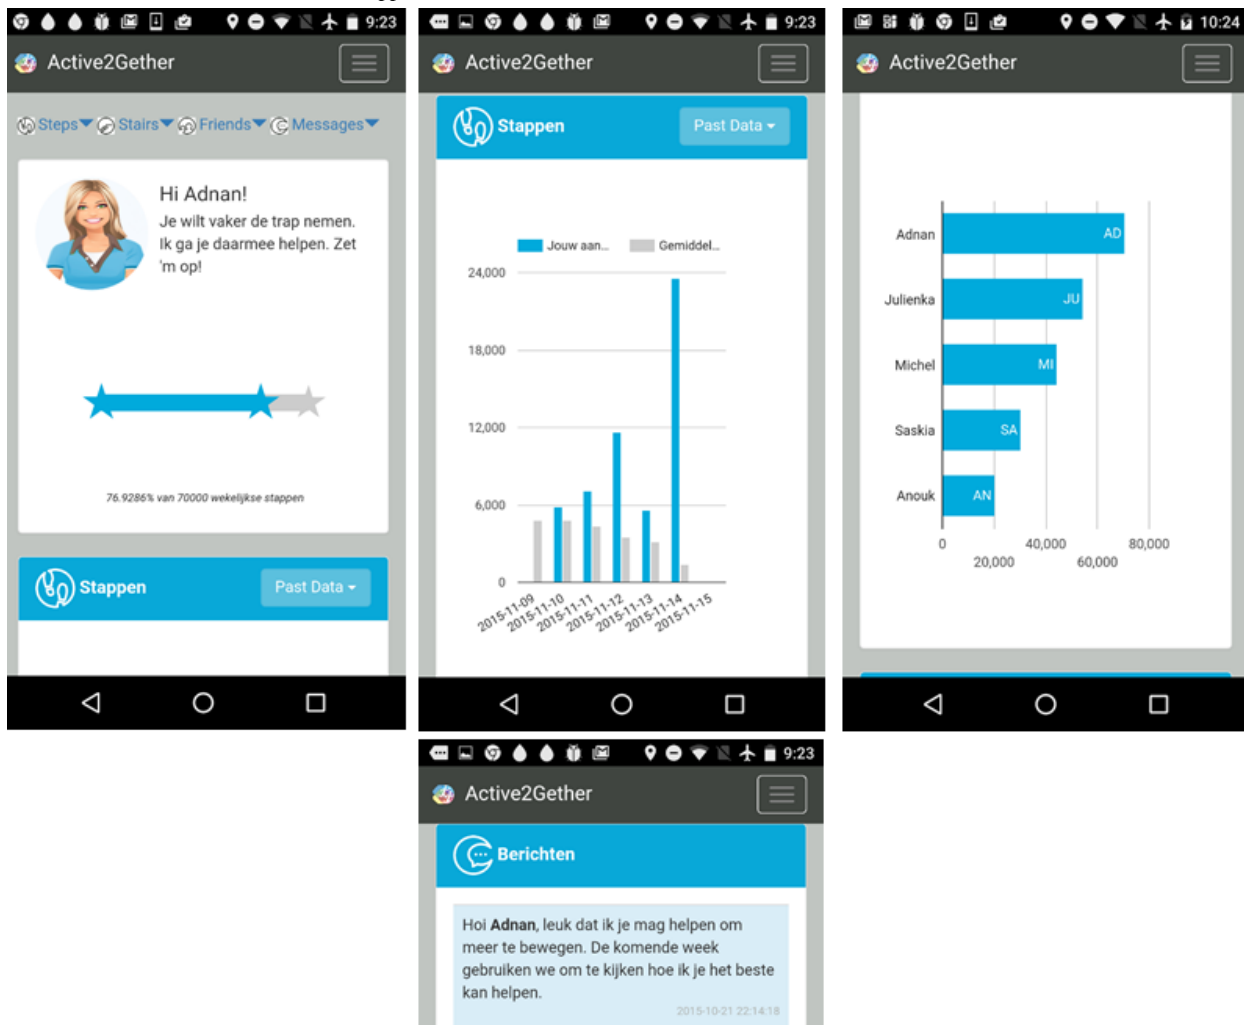 9:23
Active2Gether
Steps Stairs Friends Messages
Hi Adnan!
Je wilt vaker de trap nemen.
Ik ga je daarmee helpen. Zet
'm op!
76.9286% van 70000 wekelijkse stappen
Stappen Past Data
9:23
Active2Gether
Stappen Past Data
Jouw aan... Gemiddel...
24,000
18,000
12,000
6,000
0
2015-11-09
2015-11-10
2015-11-11
2015-11-12
2015-11-13
2015-11-14
2015-11-15
10:24
Active2Gether
Adnan AD
Julienka JU
Michel MI
Saskia SA
Anouk AN
0 40,000 80,000
20,000 60,000
9:23
Active2Gether
Berichten
Hoi Adnan, leuk dat ik je mag helpen om
meer te bewegen. De komende week
gebruiken we om te kijken hoe ik je het beste
kan helpen.
2015-10-21 22:14:18